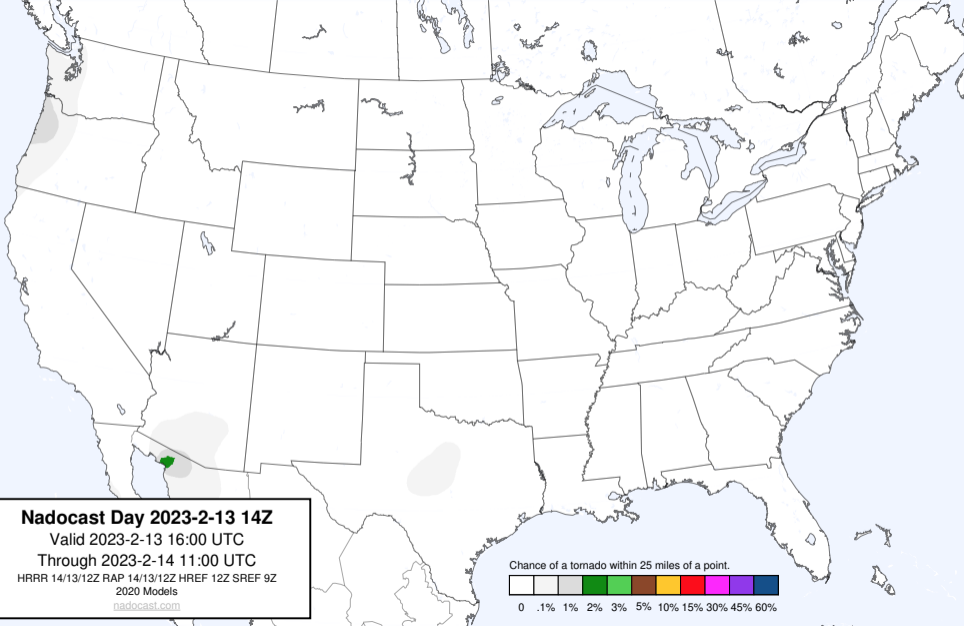 Nadocast Day 2023-2-13 14Z
Valid 2023-2-13 16:00 UTC
Through 2023-2-14 11:00 UTC
HRRR 14/13/12Z RAP 14/13/12Z HREF 12Z SREF 9Z
2020 Models
nadocast.com
Chance of a tornado within 25 miles of a point.
0 .1% 1% 2% 3% 5% 10% 15% 30% 45% 60%